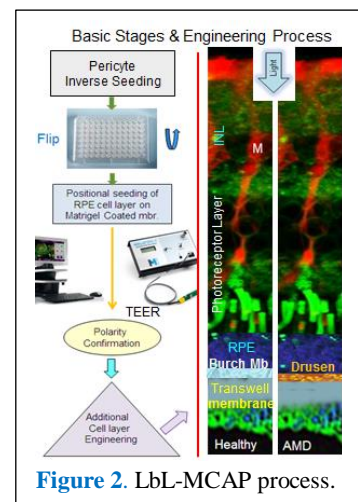 Basic Stages & Engineering Process
Pericyte
Inverse Seeding
Flip
Positional seeding of
RPE cell layer on
Matrigel Coated mbr.
TEER
Polarity
Confirmation
Additional
Cell layer
Engineering
Light
INL
M
Photoreceptor Layer
RPE
Burch Mb
Transwell
membrane
Healthy
Drusen
AMD
Figure 2. LbL-MCAP process.